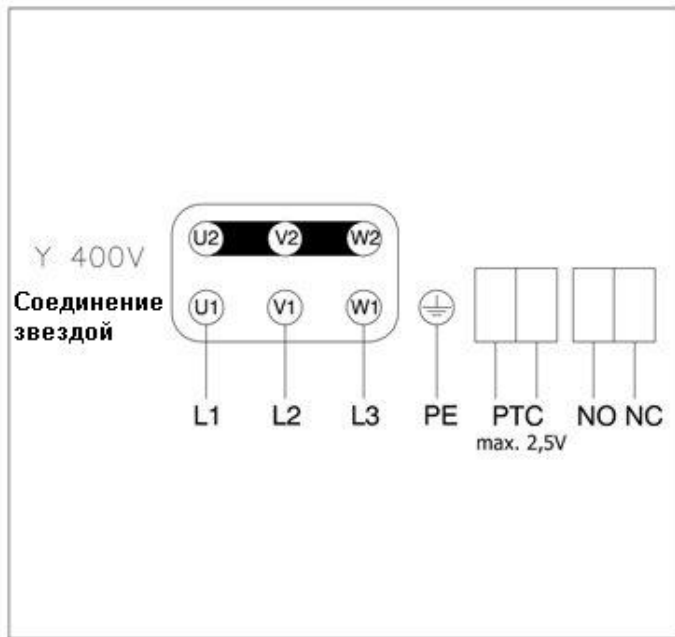 U2 V2 W2
Y 400V
Соединение
звездой
U1 V1 W1
L1 L2 L3 PE PTC NO NC
max. 2,5V